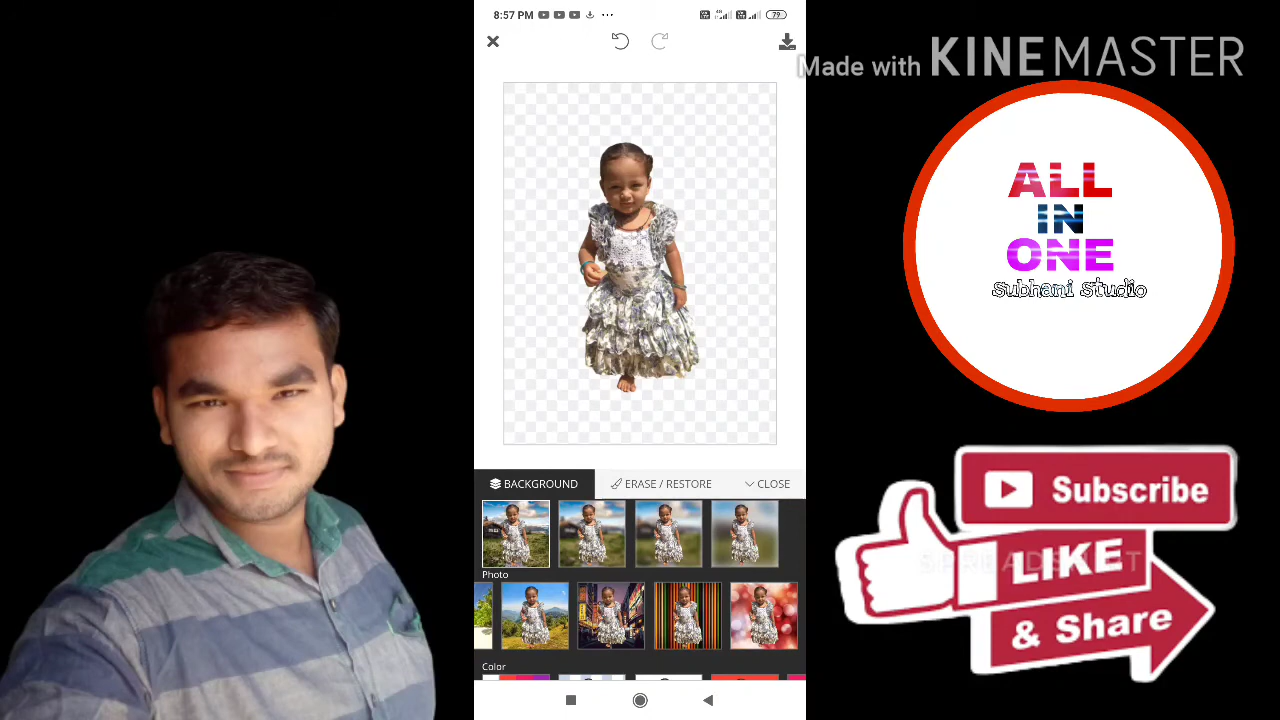 8:57 PM
79
Made with KINEMASTER
ALL
IN
ONE
Subhani Studio
BACKGROUND
ERASE / RESTORE
CLOSE
Photo
Color
Subscribe
LIKE
& Share